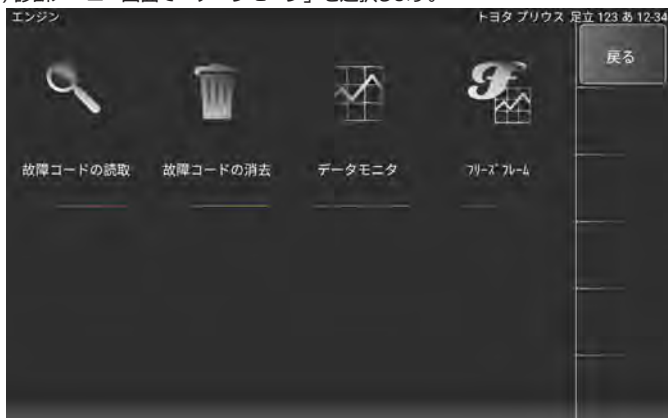 エンジン
トヨタ プリウス 足立 123 あ 12-34
戻る
故障コードの読取
故障コードの消去
データモニタ
フリーズフレーム